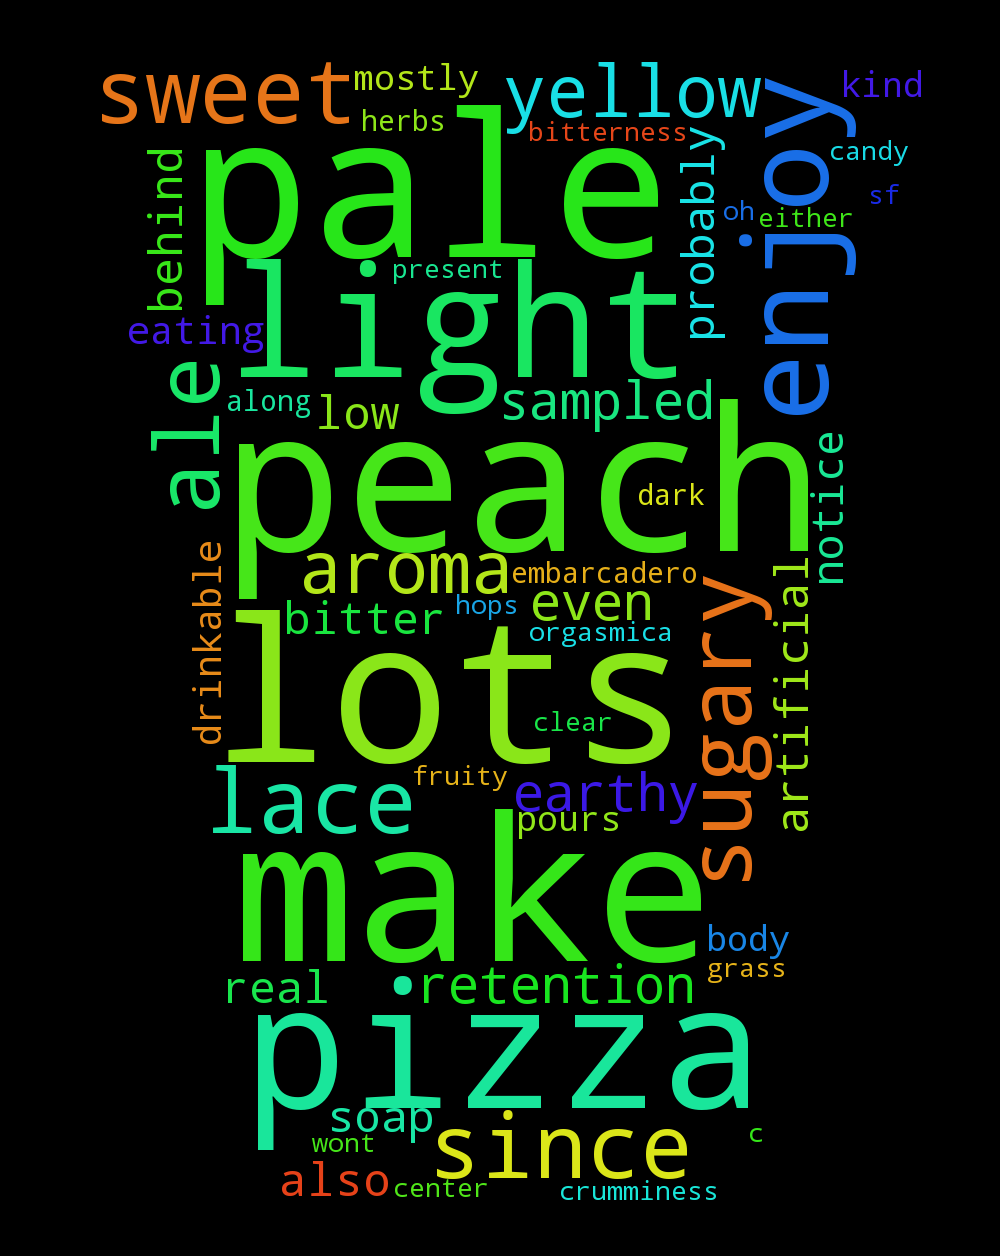 sweet
mostly
yellow
kind
herbs
bitterness
enjoy
candy
pale
behind
probably
sf
oh
either
present
light
eating
ale
along
low
sampled
peach
dark
notice
aroma
embarcadero
drinkable
bitter
hops
even
orgasmica
artificial
sugary
lots
clear
lace
fruity
earthy
pours
make
body
grass
real
retention
pizza
soap
since
wont
c
also
center
crumminess